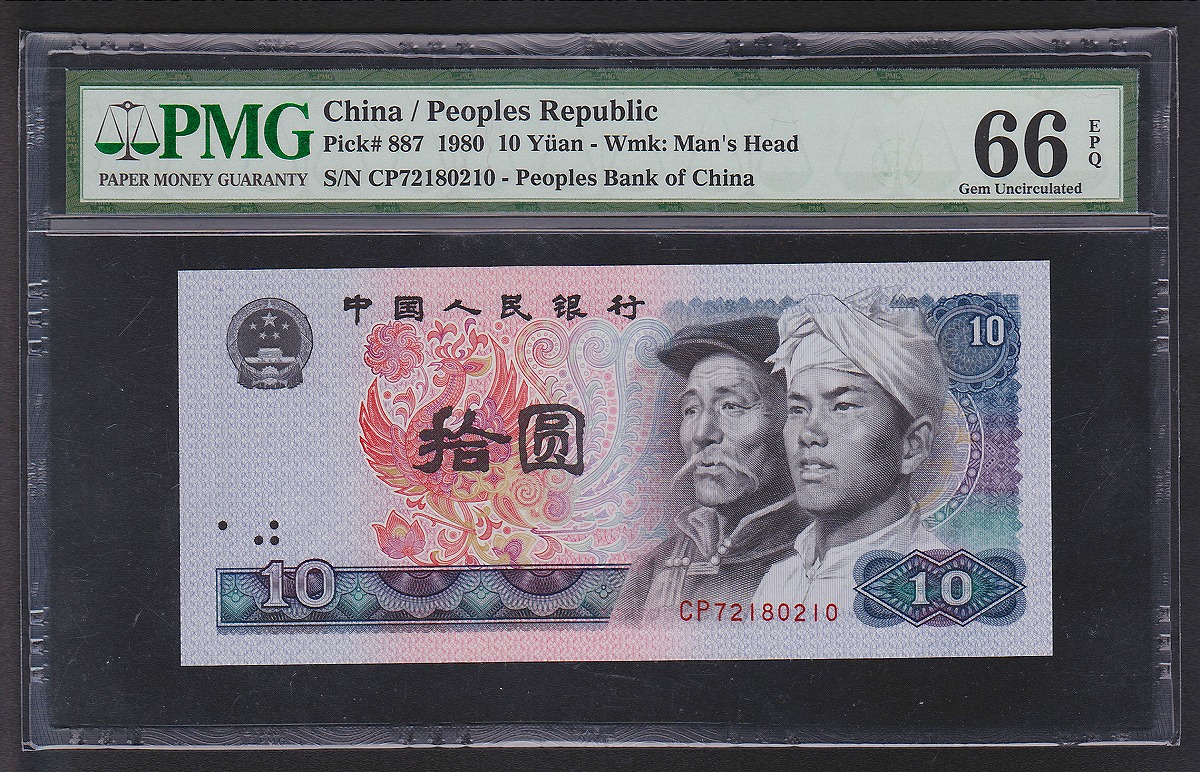 PMG
PAPER MONEY GUARANTY
China / Peoples Republic
Pick# 887 1980 10 Yüan - Wmk: Man's Head
S/N CP72180210 - Peoples Bank of China
66
EPQ
Gem Uncirculated
中国人民银行
10
拾圆
10
CP72180210
10